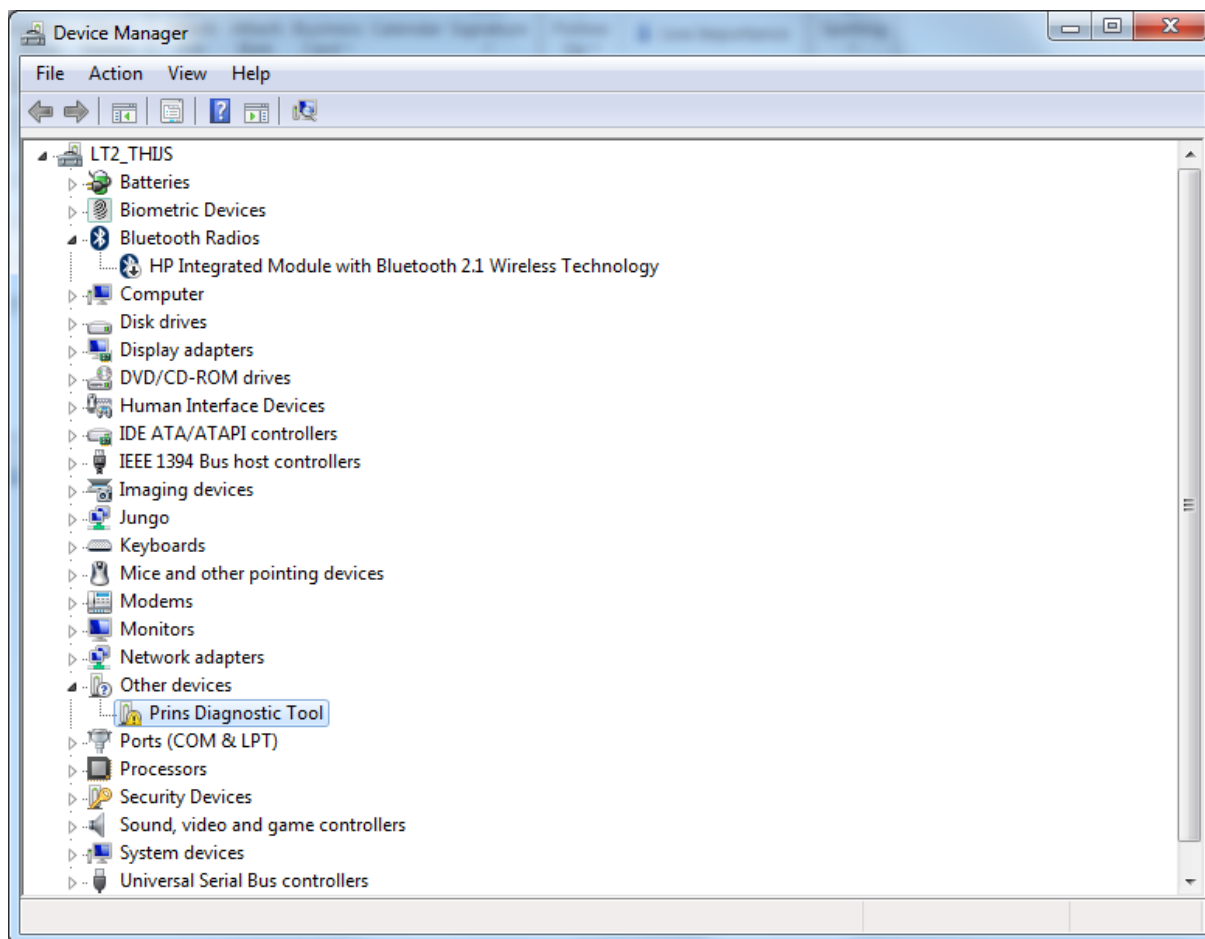 Device Manager
File Action View Help
LT2_THIJS
Batteries
Biometric Devices
Bluetooth Radios
HP Integrated Module with Bluetooth 2.1 Wireless Technology
Computer
Disk drives
Display adapters
DVD/CD-ROM drives
Human Interface Devices
IDE ATA/ATAPI controllers
IEEE 1394 Bus host controllers
Imaging devices
Jungo
Keyboards
Mice and other pointing devices
Modems
Monitors
Network adapters
Other devices
Prins Diagnostic Tool
Ports (COM & LPT)
Processors
Security Devices
Sound, video and game controllers
System devices
Universal Serial Bus controllers